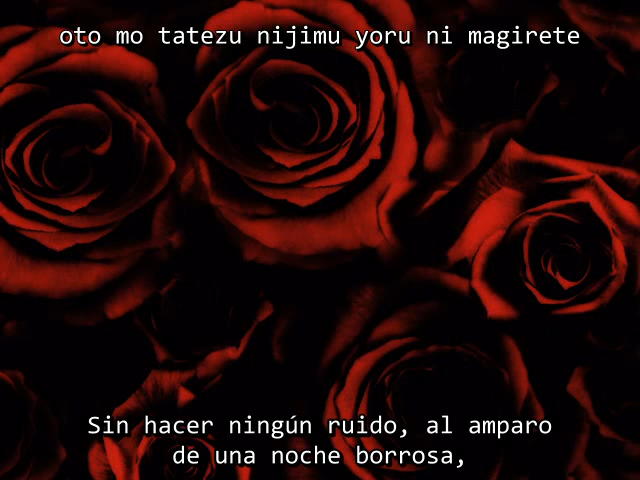 oto mo tatezu nijimu yoru ni magirete
Sin hacer ningún ruido, al amparo
de una noche borrosa,